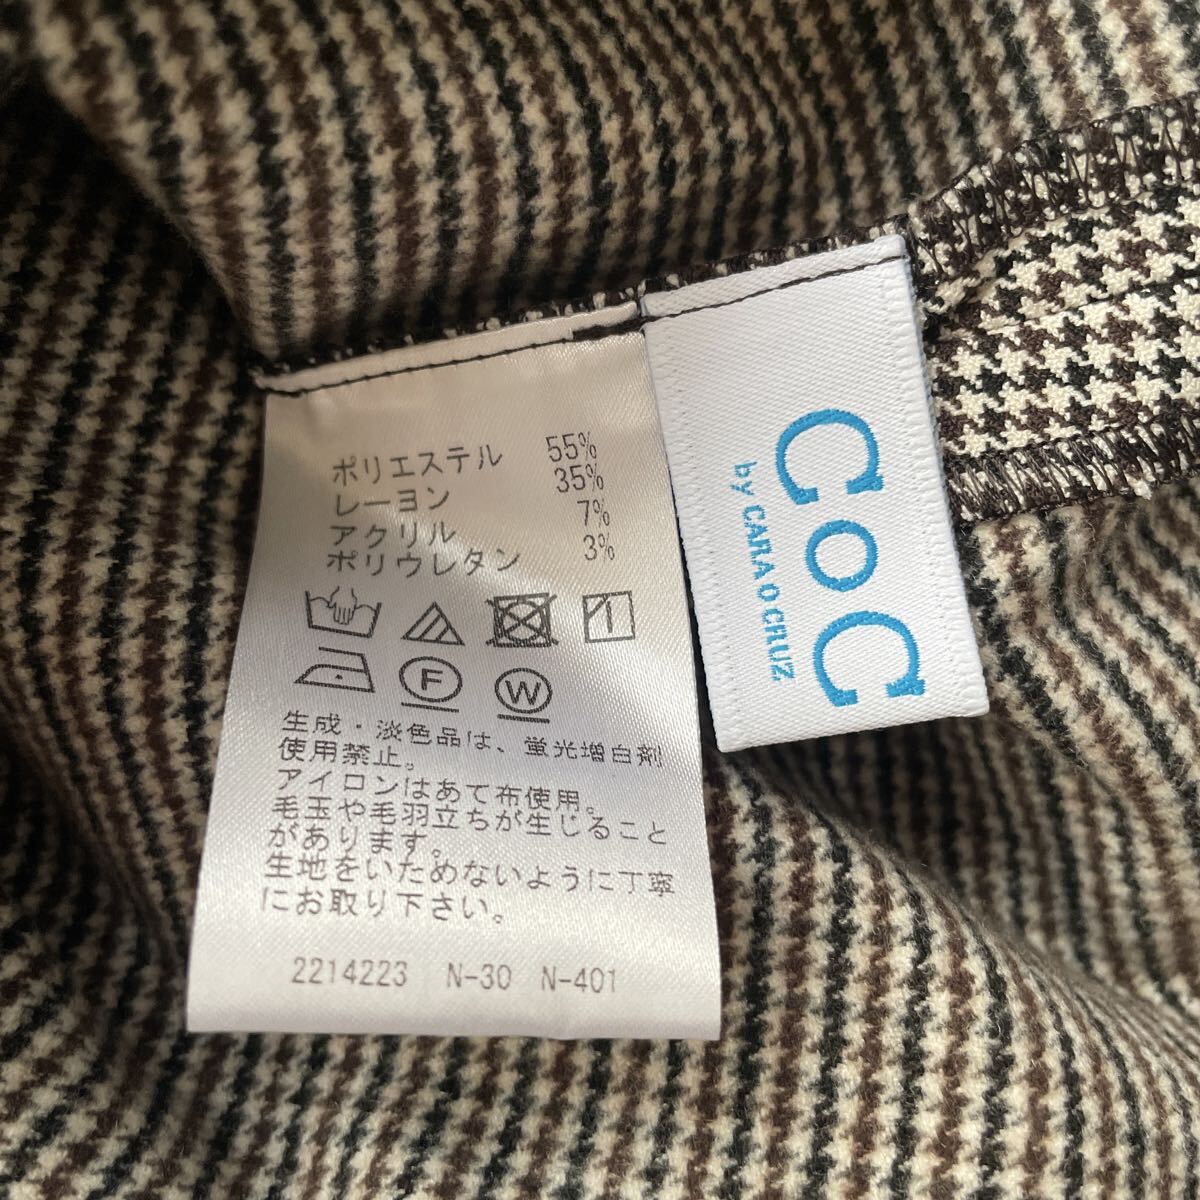 ポリエステル 55%
レーヨン 35%
アクリル 7%
ポリウレタン 3%
F
W
生成・淡色品は、蛍光増白剤
使用禁止。
アイロンはあて布使用。
毛玉や毛羽立ちが生じること
があります。
生地をいためないように丁寧
にお取り下さい。
2214223 N-30 N-401
CoC
by CARA O CRUZ